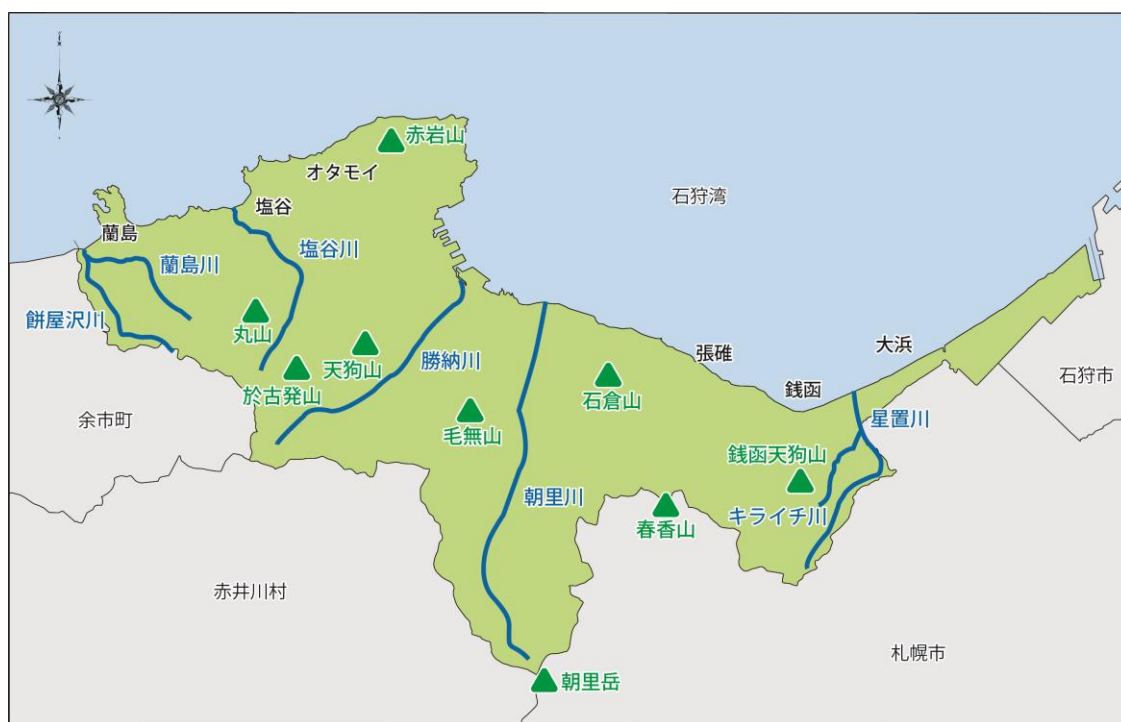 赤岩山
オタモイ
石狩湾
塩谷
蘭島
塩谷川
蘭島川
餅屋沢川
丸山
天狗山
於古発山
勝納川
張碓
大浜
石狩市
銭函
石倉山
星置川
余市町
毛無山
銭函天狗山
朝里川
キライチ川
春香山
赤井川村
札幌市
朝里岳